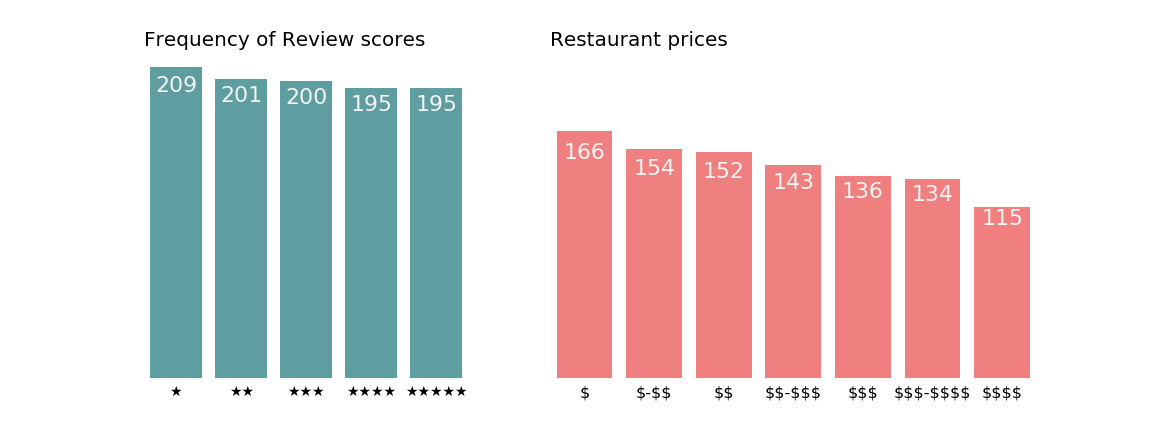 Frequency of Review scores
209 201 200 195 195
★ ★★ ★★★ ★★★★ ★★★★★
Restaurant prices
166 154 152 143 136 134 115
$ $-$$ $$ $$-$$$ $$$ $$$-$$$$ $$$$